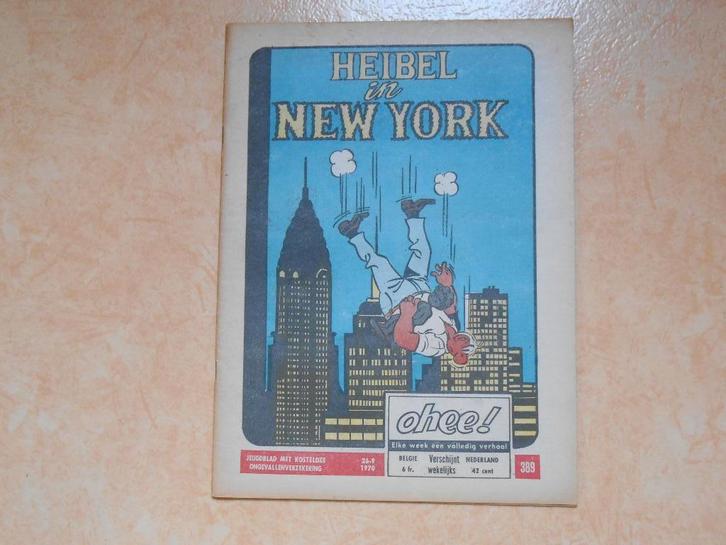 HEIBEL
in
NEW YORK
ohee!
Elke week een volledig verhaal
JEUGDBLAD MET KOSTELOZE
ONGEVALLENVERZEKERING
26-9
1970
BELGIE
6 fr.
Verschijnt
wekelijks
NEDERLAND
42 cent
389